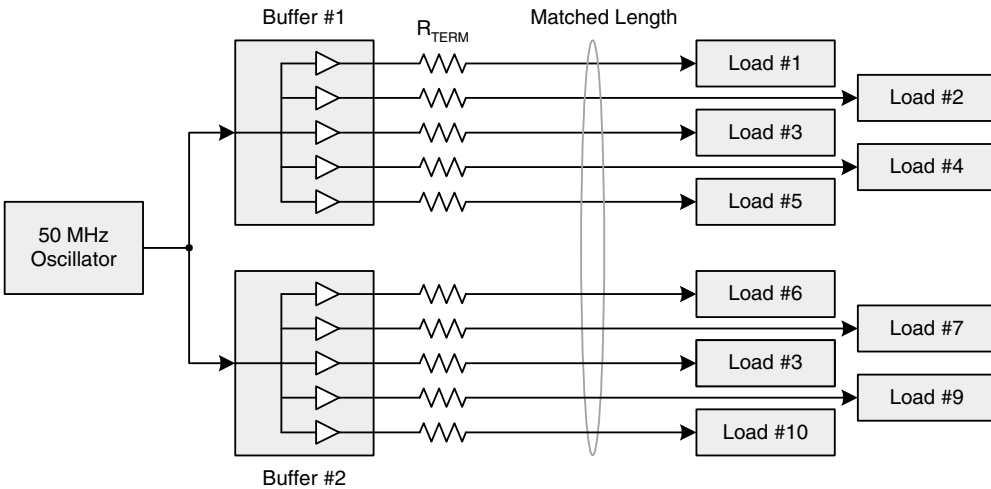 Buffer #1
R_TERM
Matched Length
Load #1
Load #2
Load #3
Load #4
Load #5
50 MHz
Oscillator
Load #6
Load #7
Load #3
Load #9
Load #10
Buffer #2